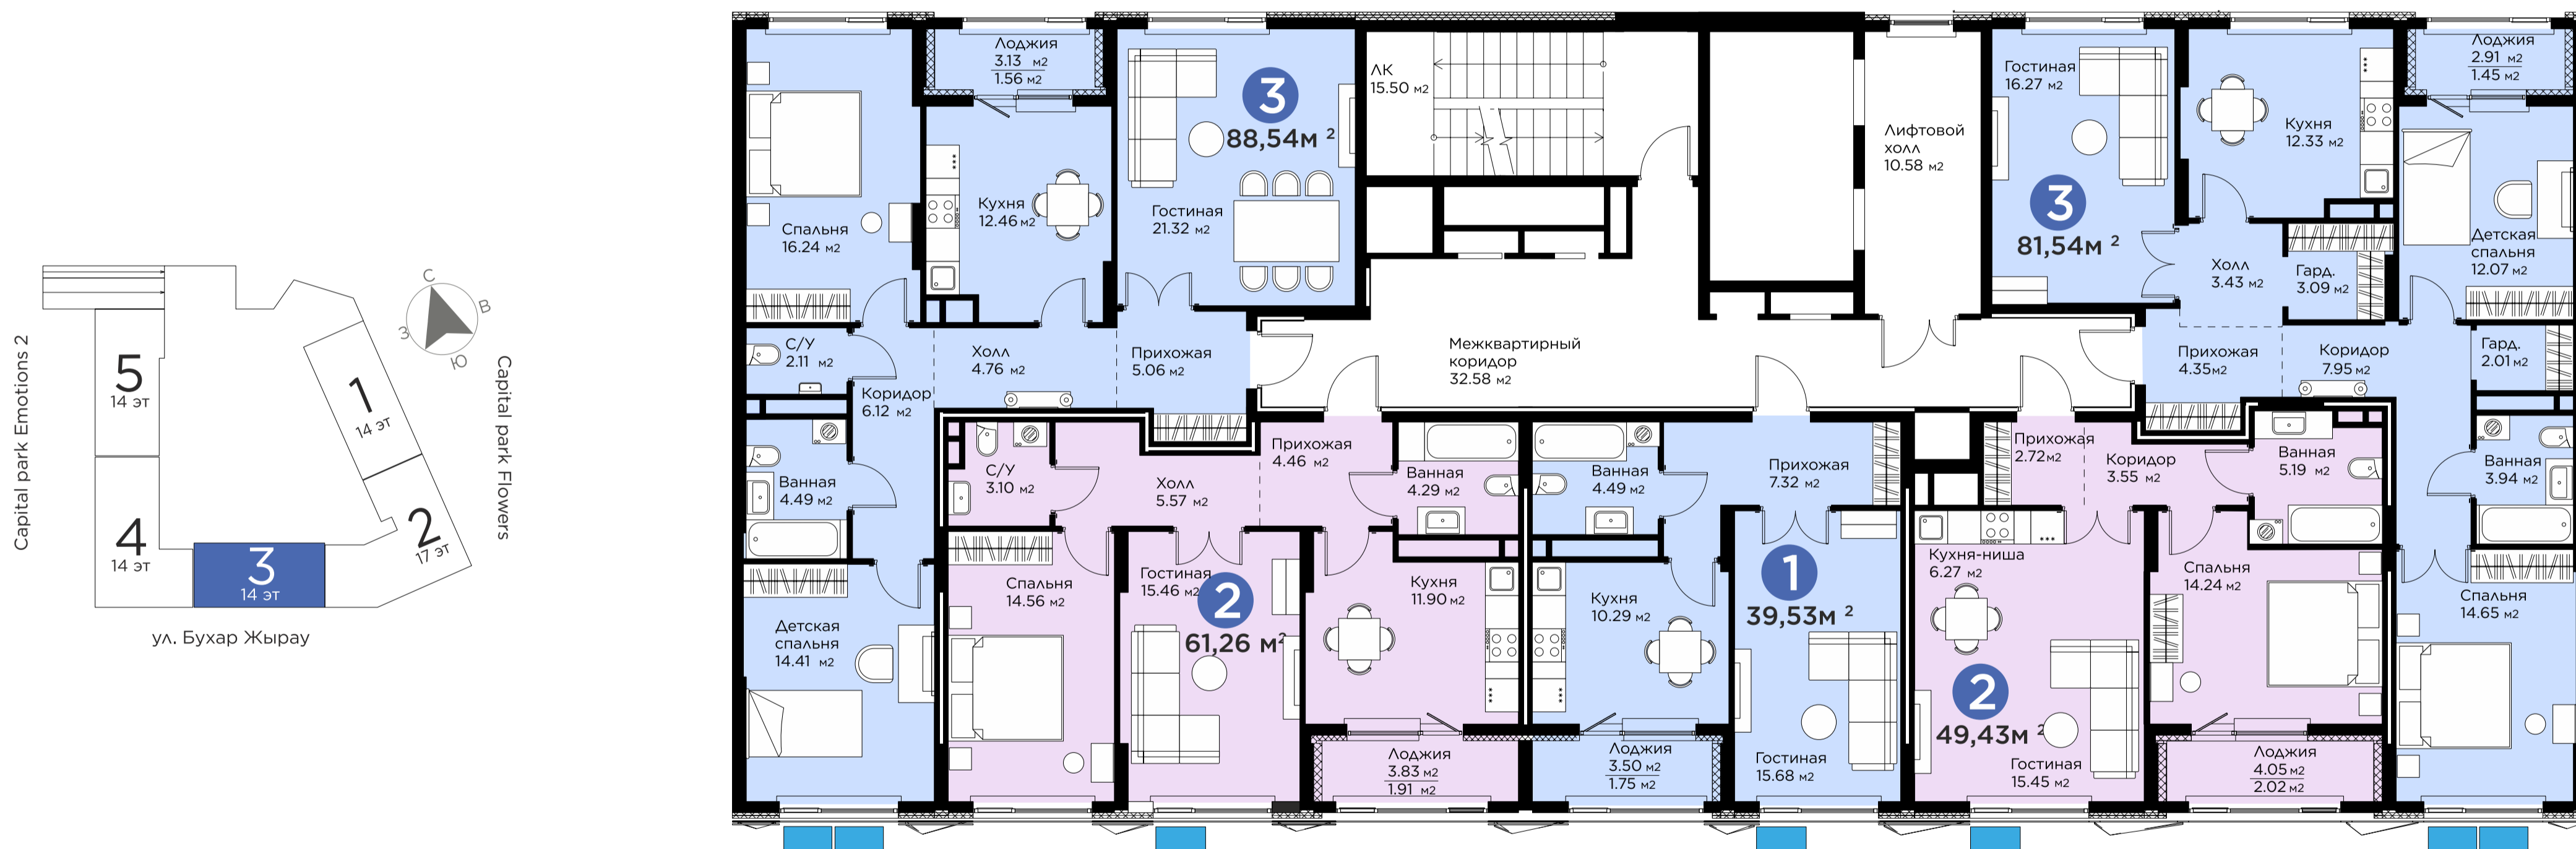 Capital park Emotions 2
5
14 эт
4
14 эт
3
14 эт
1
14 эт
2
17 эт
С
В
Ю
З
Capital park Flowers
ул. Бухар Жырау
Спальня
16.24 м2
Лоджия
3.13 м2
1.56 м2
Кухня
12.46 м2
3
88,54м 2
Гостиная
21.32 м2
С/У
2.11 м2
Коридор
6.12 м2
Холл
4.76 м2
Прихожая
5.06 м2
Ванная
4.49 м2
Детская
спальня
14.41 м2
ЛК
15.50 м2
Лифтовой
холл
10.58 м2
Межквартирный
коридор
32.58 м2
С/У
3.10 м2
Холл
5.57 м2
Прихожая
4.46 м2
Ванная
4.29 м2
Спальня
14.56 м2
Гостиная
15.46 м2
2
61,26 м2
Кухня
11.90 м2
Лоджия
3.83 м2
1.91 м2
Ванная
4.49 м2
Прихожая
7.32 м2
Кухня
10.29 м2
1
39,53м 2
Гостиная
15.68 м2
Лоджия
3.50 м2
1.75 м2
Прихожая
2.72м2
Коридор
3.55 м2
Ванная
5.19 м2
Кухня-ниша
6.27 м2
Спальня
14.24 м2
2
49,43м 2
Гостиная
15.45 м2
Лоджия
4.05 м2
2.02 м2
Гостиная
16.27 м2
3
81,54м 2
Кухня
12.33 м2
Лоджия
2.91 м2
1.45 м2
Детская
спальня
12.07 м2
Холл
3.43 м2
Гард.
3.09 м2
Прихожая
4.35м2
Коридор
7.95 м2
Гард.
2.01 м2
Ванная
3.94 м2
Спальня
14.65 м2